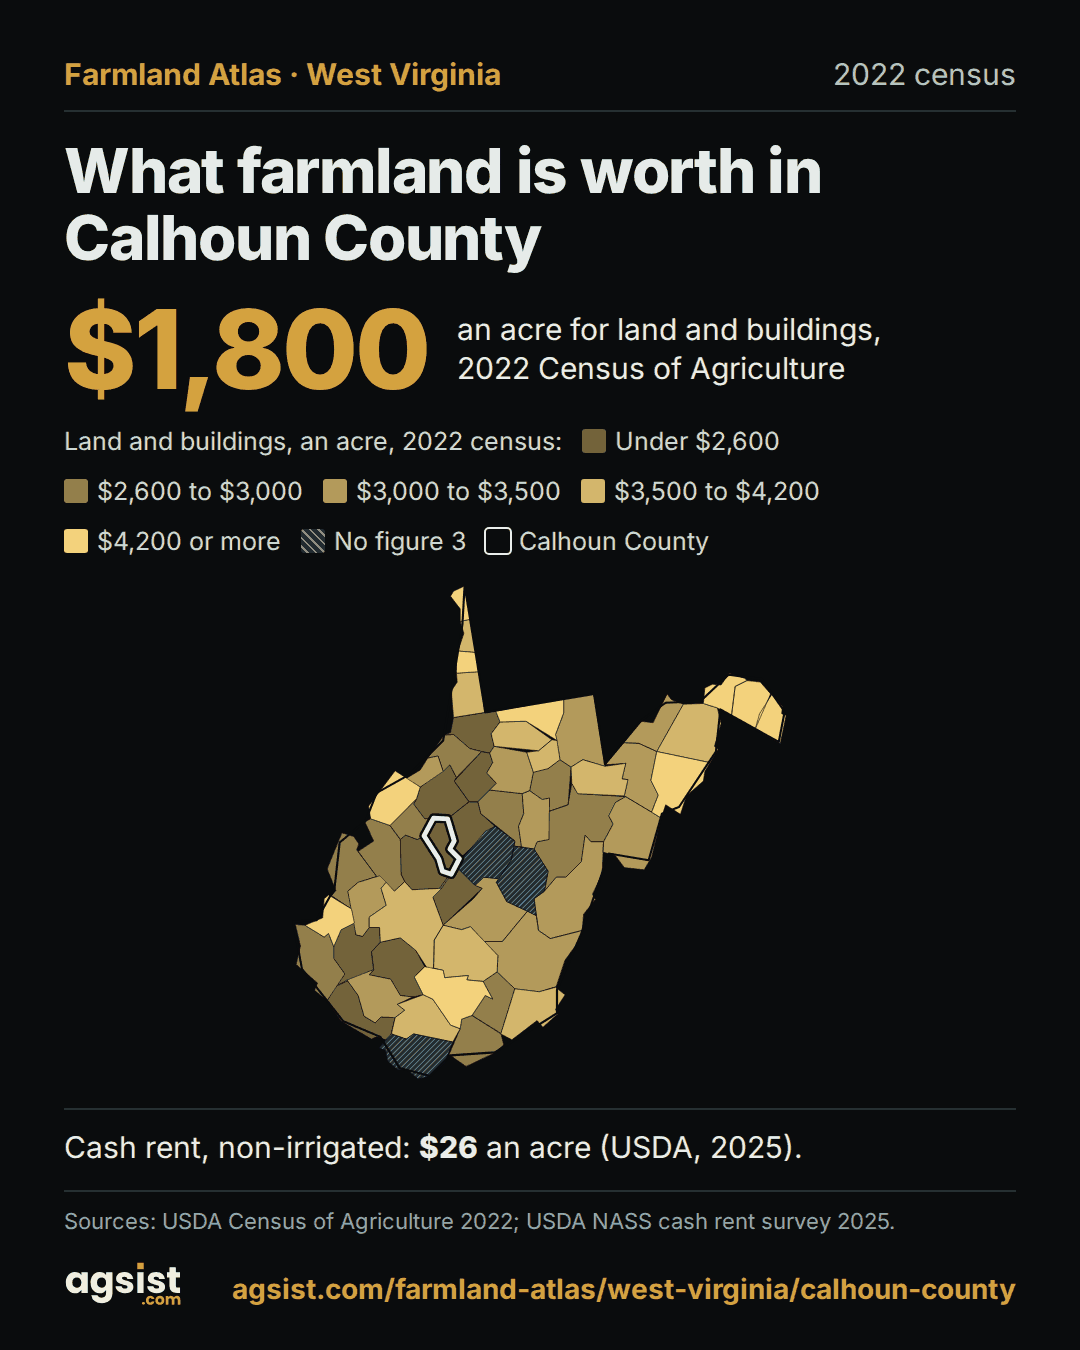 Farmland Atlas · West Virginia
2022 census
What farmland is worth in
Calhoun County
$1,800
an acre for land and buildings,
2022 Census of Agriculture
Land and buildings, an acre, 2022 census: Under $2,600
$2,600 to $3,000 $3,000 to $3,500 $3,500 to $4,200
$4,200 or more No figure 3 Calhoun County
Cash rent, non-irrigated: $26 an acre (USDA, 2025).
Sources: USDA Census of Agriculture 2022; USDA NASS cash rent survey 2025.
agsist
.com
agsist.com/farmland-atlas/west-virginia/calhoun-county